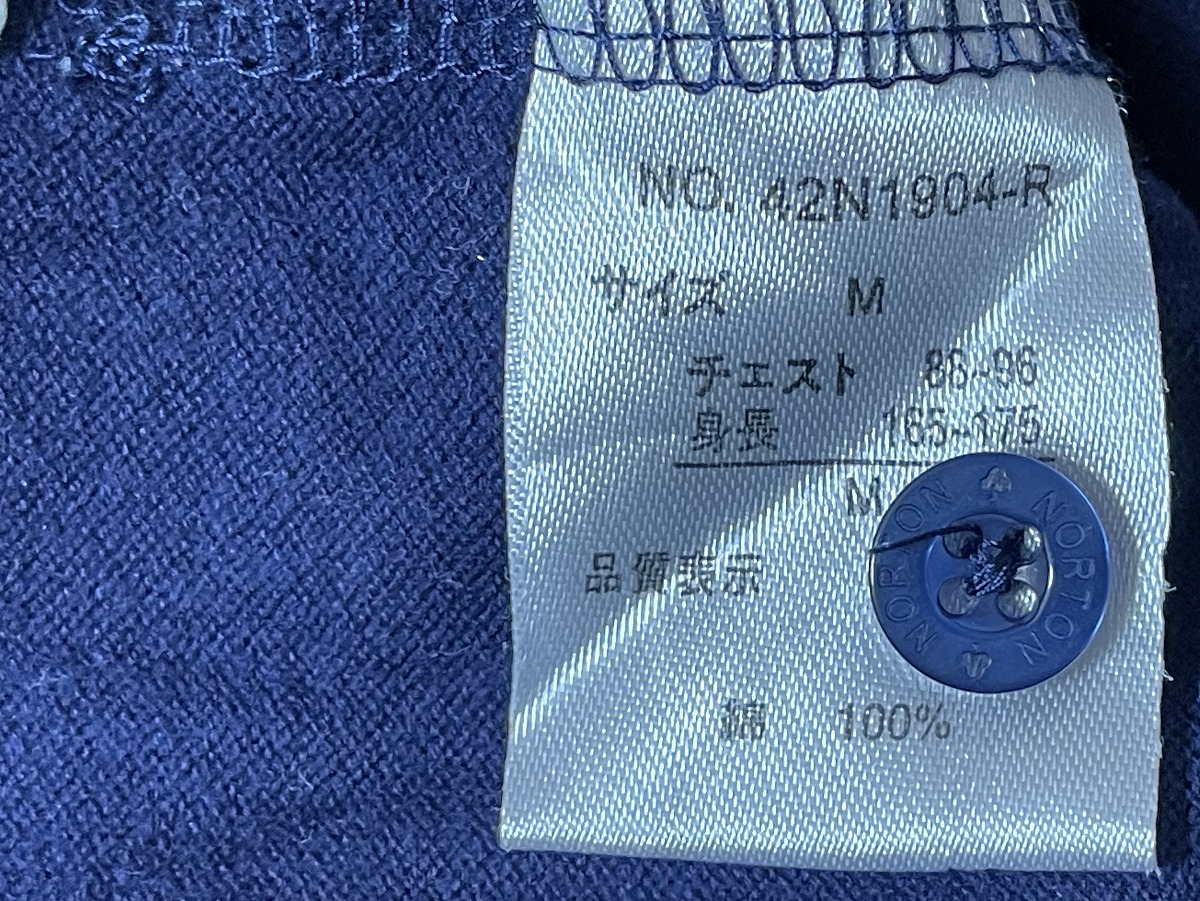 NO. 42N1904-R
サイズ M
チェスト 86~96
身長 165~175
M
品質表示
NORTON NORTON
綿 100%